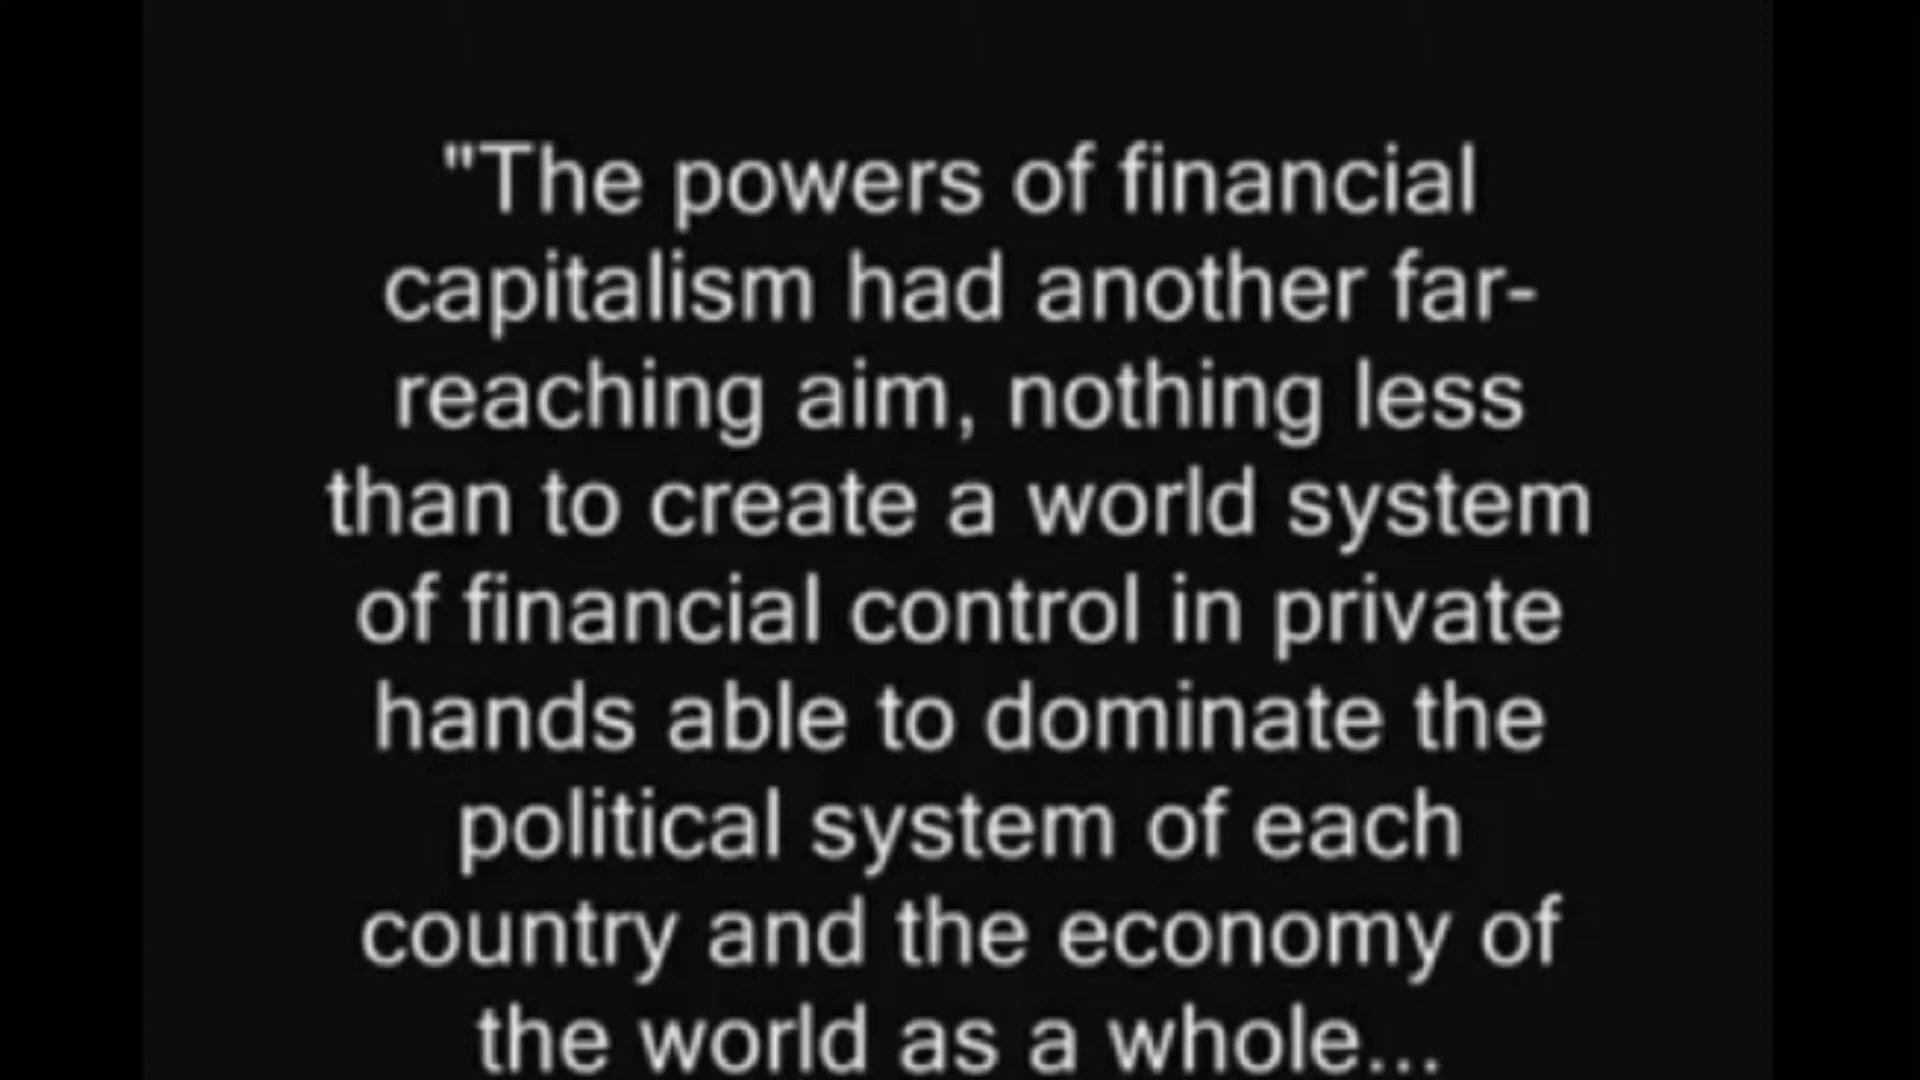 "The powers of financial
capitalism had another far-
reaching aim, nothing less
than to create a world system
of financial control in private
hands able to dominate the
political system of each
country and the economy of
the world as a whole...